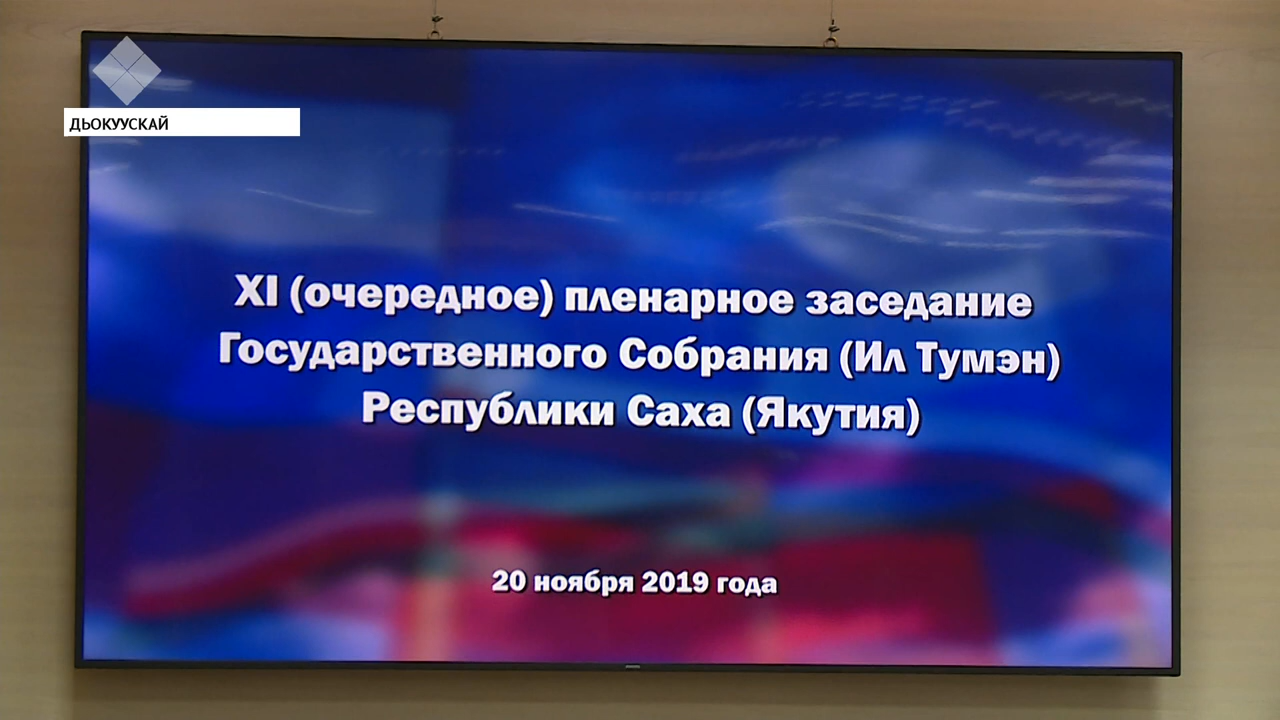 ДЬОКУУСКАЙ
XI (очередное) пленарное заседание
Государственного Собрания (Ил Тумэн)
Республики Саха (Якутия)
20 ноября 2019 года